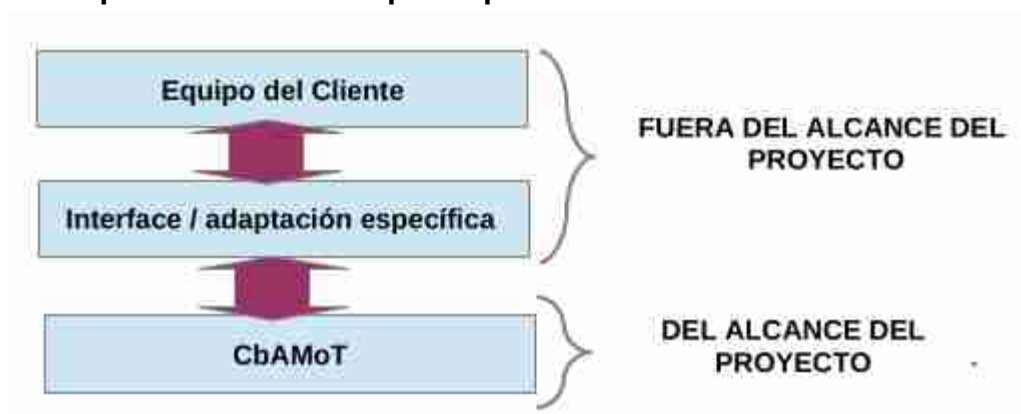 Equipo del Cliente
FUERA DEL ALCANCE DEL
PROYECTO
Interface / adaptación específica
DEL ALCANCE DEL
PROYECTO
CbAMoT